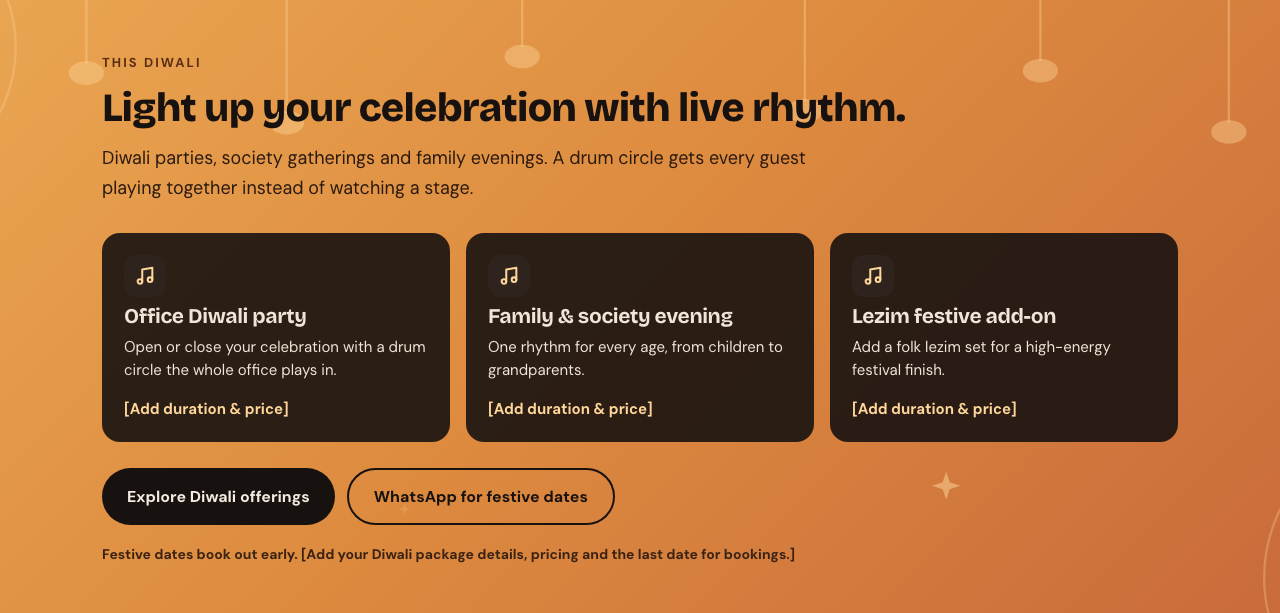 THIS DIWALI
Light up your celebration with live rhythm.
Diwali parties, society gatherings and family evenings. A drum circle gets every guest
playing together instead of watching a stage.
Office Diwali party
Open or close your celebration with a drum
circle the whole office plays in.
[Add duration & price]
Family & society evening
One rhythm for every age, from children to
grandparents.
[Add duration & price]
Lezim festive add-on
Add a folk lezim set for a high-energy
festival finish.
[Add duration & price]
Explore Diwali offerings
WhatsApp for festive dates
Festive dates book out early. [Add your Diwali package details, pricing and the last date for bookings.]